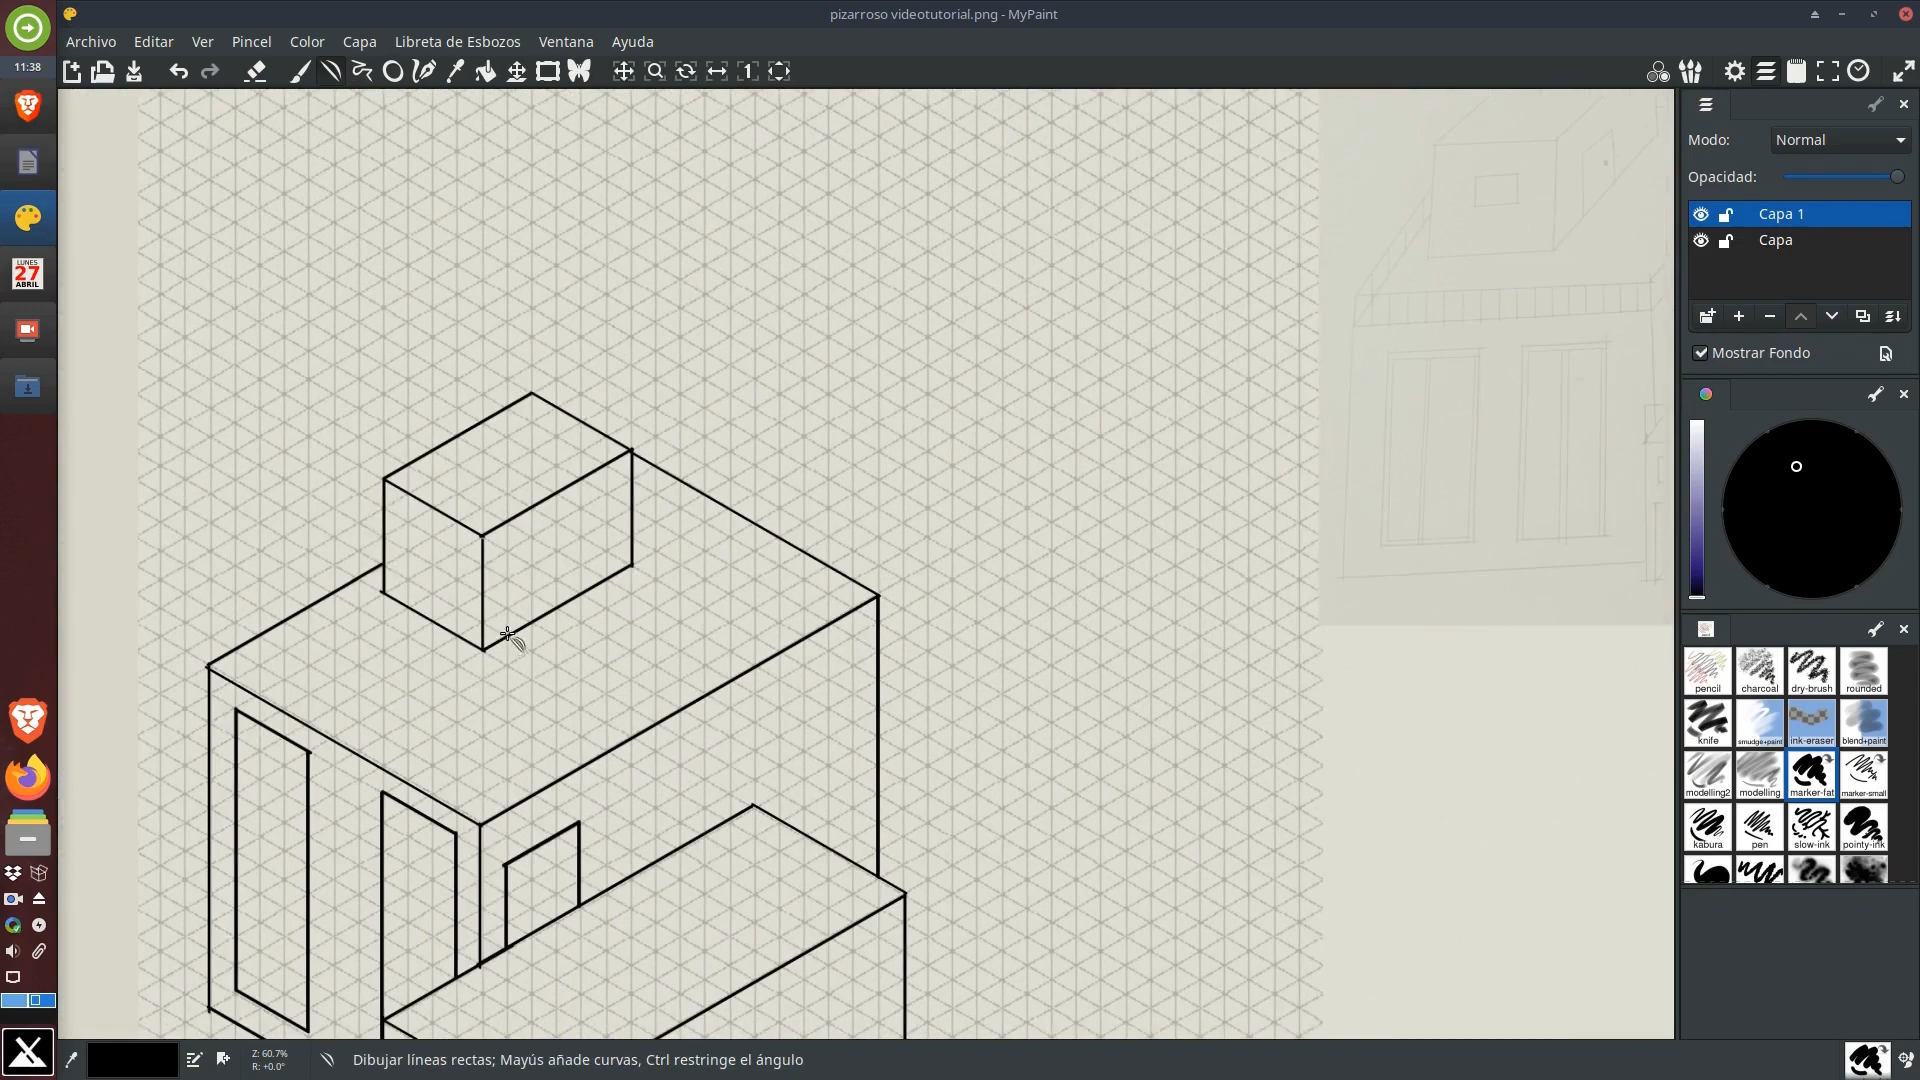 pizarroso videotutorial.png - MyPaint
11:38
Archivo Editar Ver Pincel Color Capa Libreta de Esbozos Ventana Ayuda
1
Modo: Normal
Opacidad:
Capa 1
Capa
LUNES
27
ABRIL
Mostrar Fondo
pencil charcoal dry-brush rounded
knife smudge+paint ink-eraser blend+paint
modelling2 modelling marker-fat marker-small
kabura pen slow-ink pointy-ink
Z: 60.7%
R: +0.0°
Dibujar líneas rectas; Mayús añade curvas, Ctrl restringe el ángulo